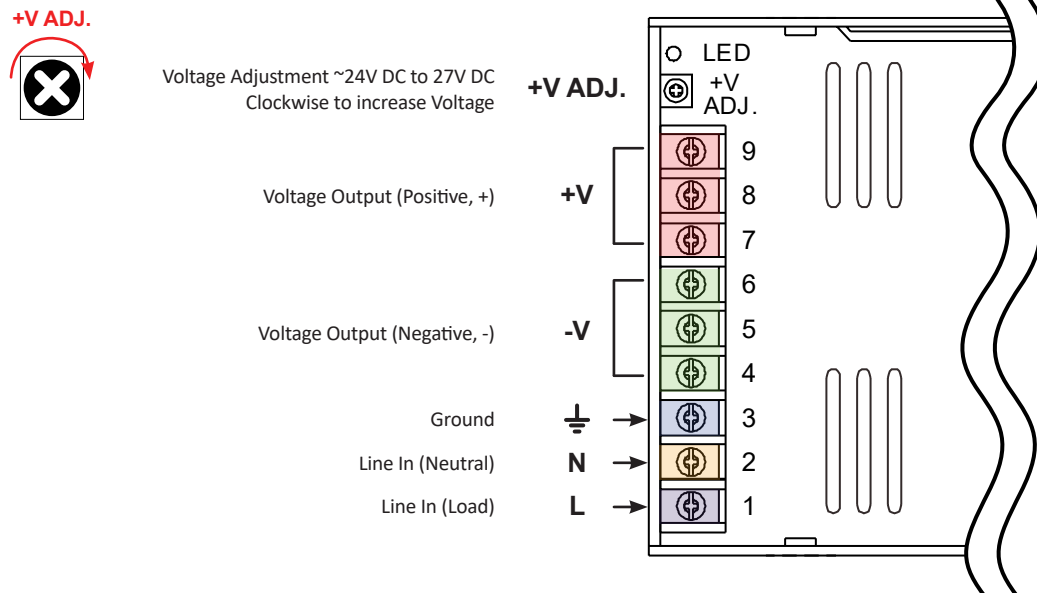 +V ADJ.
Voltage Adjustment ~24V DC to 27V DC
Clockwise to increase Voltage
+V ADJ.
LED
+V
ADJ.
9
Voltage Output (Positive, +)
+V
8
7
6
Voltage Output (Negative, -)
-V
5
4
Ground
3
Line In (Neutral)
N
2
Line In (Load)
L
1